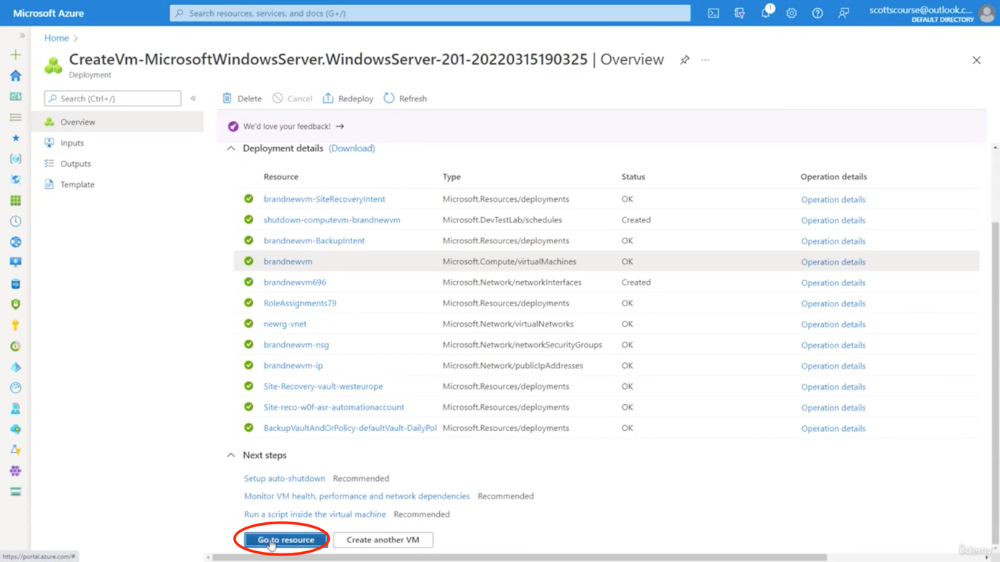 Microsoft Azure
Search resources, services, and docs (G+/)
1
scottscourse@outlook.c...
DEFAULT DIRECTORY
Home
CreateVm-MicrosoftWindowsServer.WindowsServer-201-20220315190325 | Overview
Deployment
Search (Ctrl+/)
Delete
Cancel
Redeploy
Refresh
Overview
Inputs
Outputs
Template
We'd love your feedback! →
Deployment details (Download)
Resource Type Status Operation details
brandnewvm-SiteRecoveryIntent Microsoft.Resources/deployments OK Operation details
shutdown-computevm-brandnewvm Microsoft.DevTestLab/schedules Created Operation details
brandnewvm-BackupIntent Microsoft.Resources/deployments OK Operation details
brandnewvm Microsoft.Compute/virtualMachines OK Operation details
brandnewvm696 Microsoft.Network/networkInterfaces Created Operation details
RoleAssignments79 Microsoft.Resources/deployments OK Operation details
newrg-vnet Microsoft.Network/virtualNetworks OK Operation details
brandnewvm-nsg Microsoft.Network/networkSecurityGroups OK Operation details
brandnewvm-ip Microsoft.Network/publicIpAddresses OK Operation details
Site-Recovery-vault-westeurope Microsoft.Resources/deployments OK Operation details
Site-reco-w0f-asr-automationaccount Microsoft.Resources/deployments OK Operation details
BackupVaultAndOrPolicy-defaultVault-DailyPol Microsoft.Resources/deployments OK Operation details
Next steps
Setup auto-shutdown Recommended
Monitor VM health, performance and network dependencies Recommended
Run a script inside the virtual machine Recommended
Go to resource
Create another VM
https://portal.azure.com/#
ûdemy